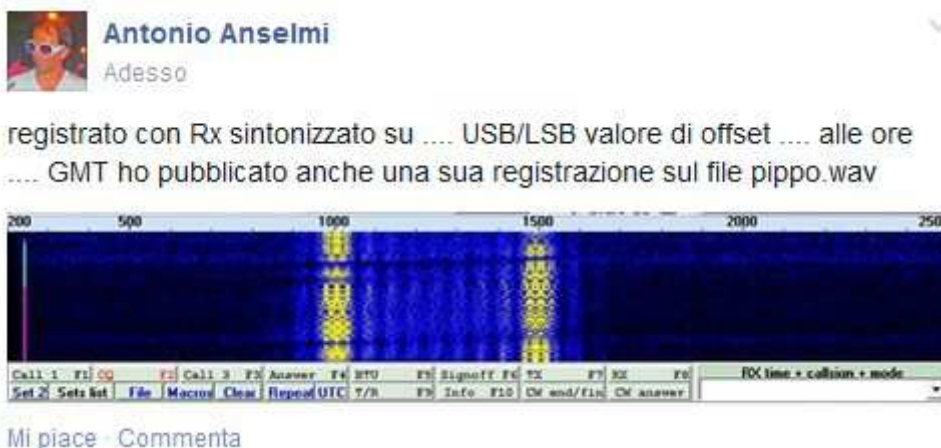 Antonio Anselmi
Adesso
registrato con Rx sintonizzato su .... USB/LSB valore di offset .... alle ore
.... GMT ho pubblicato anche una sua registrazione sul file pippo.wav
200 500 1000 1500 2000 250
Call 1 F1 CQ F2 Call 3 F3 Answer F4 BTU F5 Signoff F6 TX F7 RX F8 RX time + callsign + mode
Set 2 Sets list File Macros Clear Repeat UTC T/R F9 Info F10 CW end/fin CW answer
Mi piace · Commenta